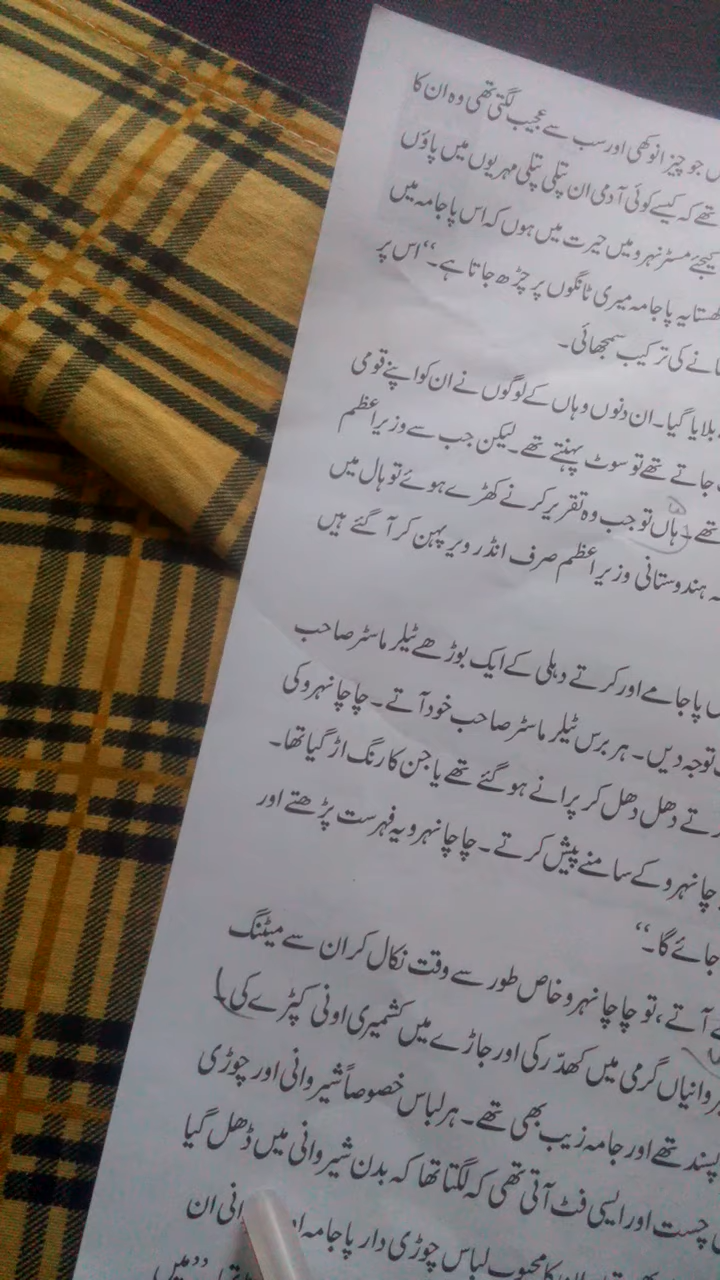 جو چیز انوکھی اور سب سے عجیب لگتی تھی وہ ان کا
تھے کہ کیسے کوئی آدمی ان پتلی پتلی مہریوں میں پاؤں
کیجئے مسٹر نہرو میں حیرت میں ہوں کہ اس پاجامہ میں
یہ پاجامہ میری ٹانگوں پر چڑھ جاتا ہے۔“ اس پر
کی ترکیب سمجھائی۔
بلایا گیا۔ ان دنوں وہاں کے لوگوں نے ان کو اپنے قومی
جاتے تھے تو سوٹ پہنتے تھے۔ لیکن جب سے وزیر اعظم
تھے۔ ہاں تو جب وہ تقریر کرنے کھڑے ہوئے تو ہال میں
ہندوستانی وزیر اعظم صرف انڈر ویر پہن کر آ گئے ہیں
پاجامے اور کرتے دہلی کے ایک بوڑھے ٹیلر ماسٹر صاحب
توجہ دیں۔ ہر برس ٹیلر ماسٹر صاحب خود آتے۔ چاچا نہرو کی
دھل دھل کر پرانے ہو گئے تھے یا جن کا رنگ اڑ گیا تھا۔
چاچا نہرو کے سامنے پیش کرتے۔ چاچا نہرو یہ فہرست پڑھتے اور
جائے گا۔“
آتے، تو چاچا نہرو خاص طور سے وقت نکال کر ان سے میٹنگ
گرمی میں کھدّر کی اور جاڑے میں کشمیری اونی کپڑے کی۔
پسند تھے اور جامہ زیب بھی تھے۔ ہر لباس خصوصاً شیروانی اور چوڑی
چست اور ایسی فٹ آتی تھی کہ لگتا تھا کہ بدن شیروانی میں ڈھل گیا
کا محبوب لباس چوڑی دار پاجامہ ان
میں